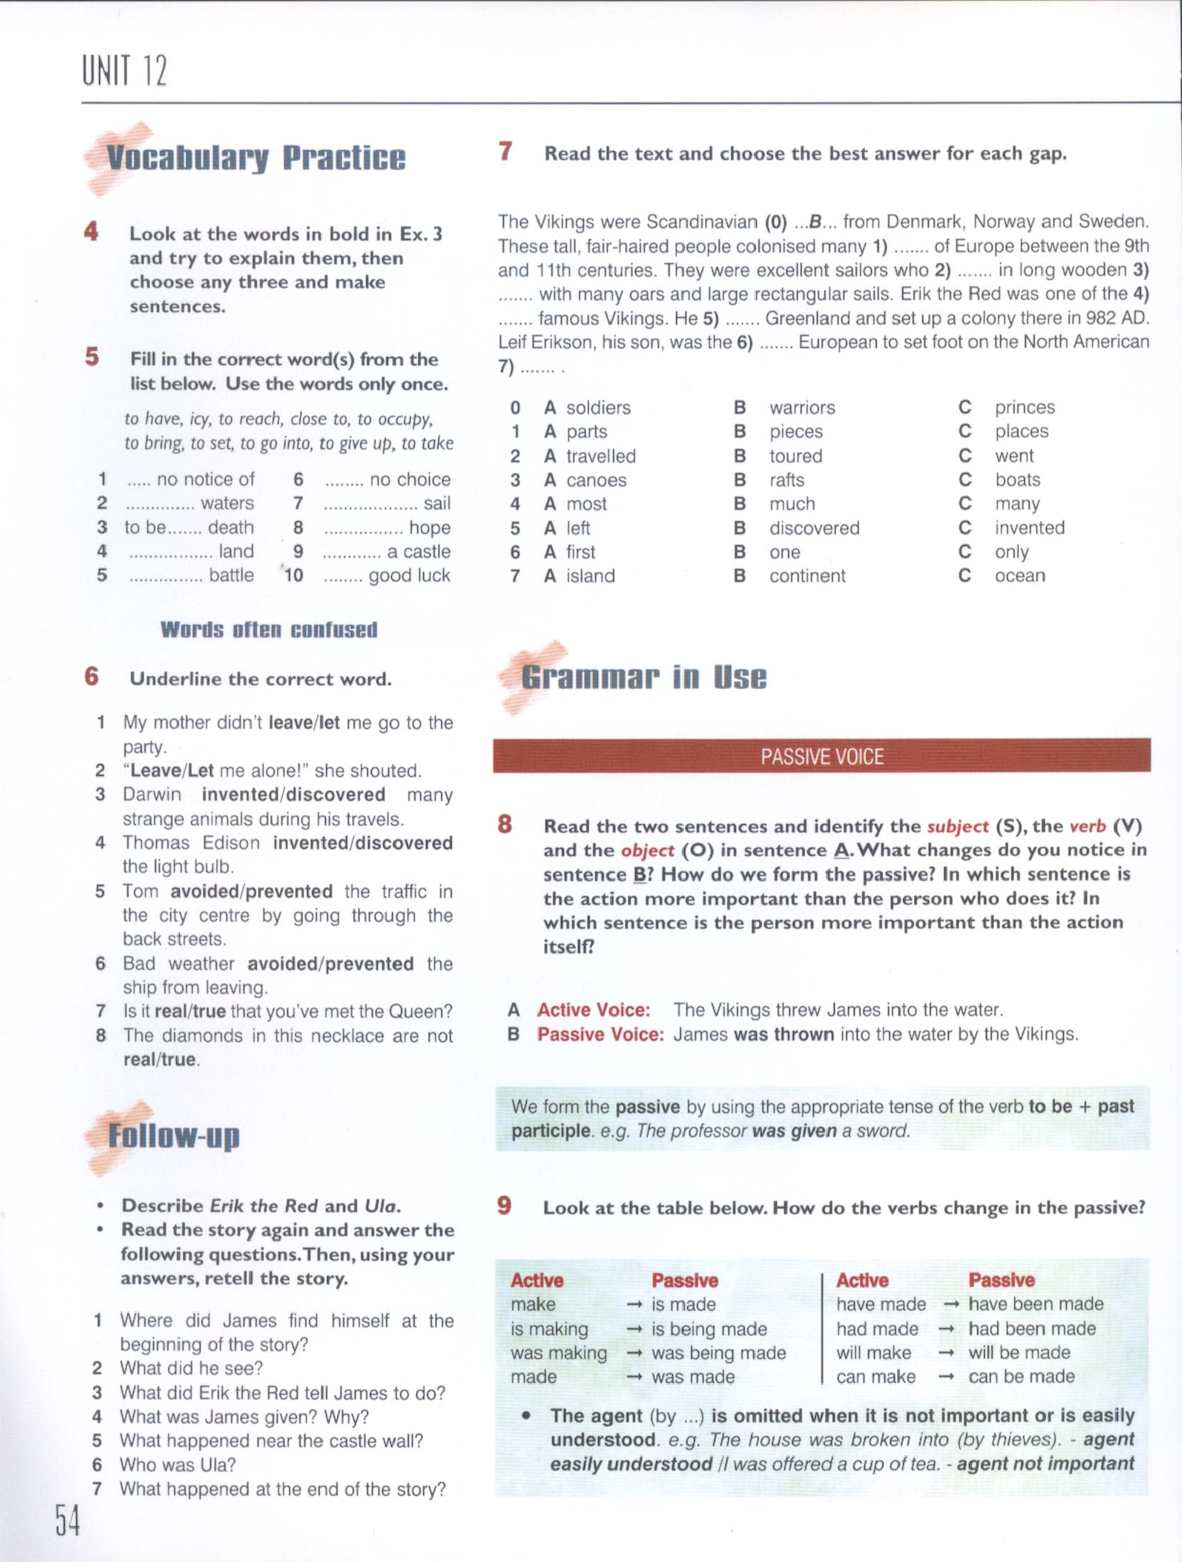 UNIT 12
Vocabulary Practice
4 Look at the words in bold in Ex. 3
and try to explain them, then
choose any three and make
sentences.
5 Fill in the correct word(s) from the
list below. Use the words only once.
to have, icy, to reach, close to, to occupy,
to bring, to set, to go into, to give up, to take
1 ..... no notice of 6 ........ no choice
2 .............. waters 7 ................... sail
3 to be....... death 8 ................ hope
4 ................. land 9 ............ a castle
5 ............... battle 10 ........ good luck
Words often confused
6 Underline the correct word.
1 My mother didn't leave/let me go to the
party.
2 "Leave/Let me alone!" she shouted.
3 Darwin invented/discovered many
strange animals during his travels.
4 Thomas Edison invented/discovered
the light bulb.
5 Tom avoided/prevented the traffic in
the city centre by going through the
back streets.
6 Bad weather avoided/prevented the
ship from leaving.
7 Is it real/true that you've met the Queen?
8 The diamonds in this necklace are not
real/true.
Follow-up
• Describe Erik the Red and Ula.
• Read the story again and answer the
following questions.Then, using your
answers, retell the story.
1 Where did James find himself at the
beginning of the story?
2 What did he see?
3 What did Erik the Red tell James to do?
4 What was James given? Why?
5 What happened near the castle wall?
6 Who was Ula?
7 What happened at the end of the story?
54
7 Read the text and choose the best answer for each gap.
The Vikings were Scandinavian (0) ...B... from Denmark, Norway and Sweden.
These tall, fair-haired people colonised many 1) ....... of Europe between the 9th
and 11th centuries. They were excellent sailors who 2) ....... in long wooden 3)
....... with many oars and large rectangular sails. Erik the Red was one of the 4)
....... famous Vikings. He 5) ....... Greenland and set up a colony there in 982 AD.
Leif Erikson, his son, was the 6) ....... European to set foot on the North American
7) ....... .
0 A soldiers B warriors C princes
1 A parts B pieces C places
2 A travelled B toured C went
3 A canoes B rafts C boats
4 A most B much C many
5 A left B discovered C invented
6 A first B one C only
7 A island B continent C ocean
Grammar in Use
PASSIVE VOICE
8 Read the two sentences and identify the subject (S), the verb (V)
and the object (O) in sentence A. What changes do you notice in
sentence B? How do we form the passive? In which sentence is
the action more important than the person who does it? In
which sentence is the person more important than the action
itself?
A Active Voice: The Vikings threw James into the water.
B Passive Voice: James was thrown into the water by the Vikings.
We form the passive by using the appropriate tense of the verb to be + past
participle. e.g. The professor was given a sword.
9 Look at the table below. How do the verbs change in the passive?
Active Passive Active Passive
make → is made have made → have been made
is making → is being made had made → had been made
was making → was being made will make → will be made
made → was made can make → can be made
• The agent (by ...) is omitted when it is not important or is easily
understood. e.g. The house was broken into (by thieves). - agent
easily understood // I was offered a cup of tea. - agent not important